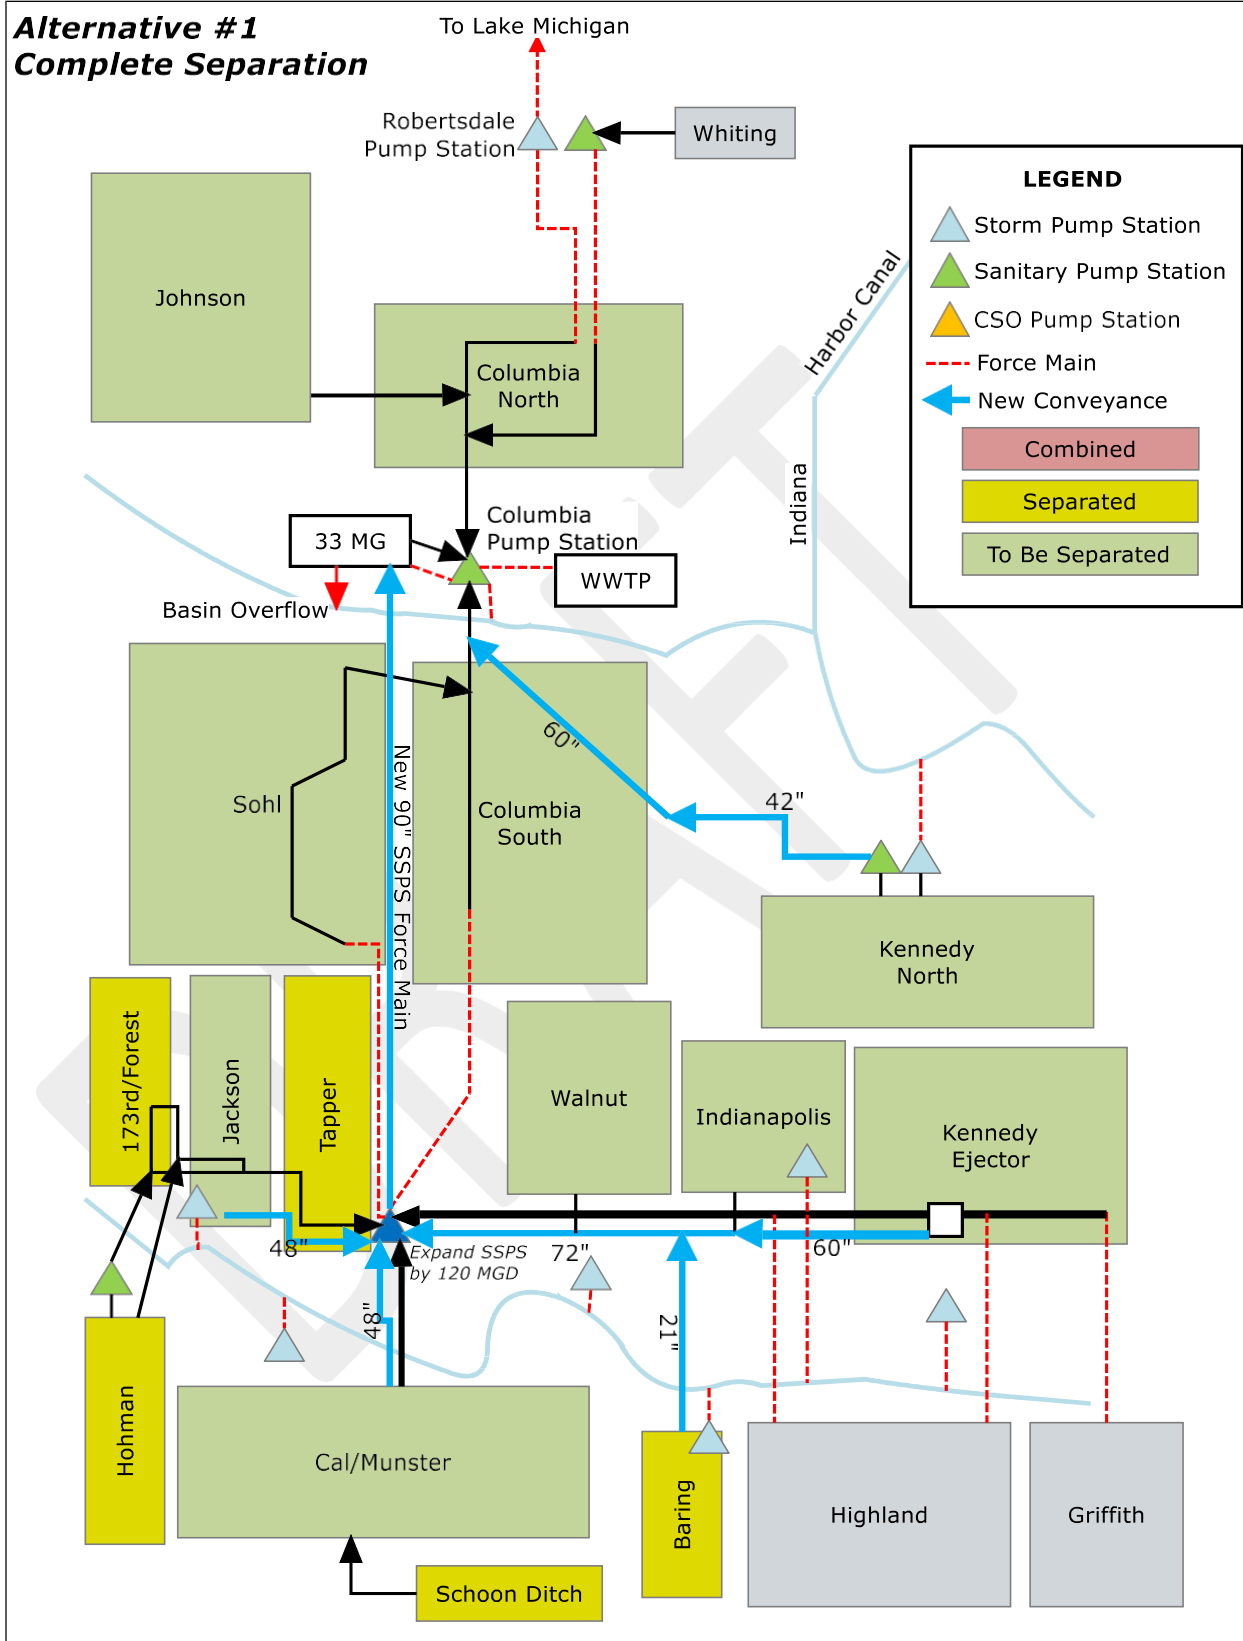 Alternative #1
Complete Separation
To Lake Michigan
Robertsdale
Pump Station
Whiting
LEGEND
Storm Pump Station
Sanitary Pump Station
CSO Pump Station
Force Main
New Conveyance
Combined
Separated
To Be Separated
Johnson
Columbia
North
Harbor Canal
Indiana
33 MG
Columbia
Pump Station
WWTP
Basin Overflow
60"
42"
Sohl
New 90" SSPS Force Main
Columbia
South
Kennedy
North
173rd/Forest
Jackson
Tapper
Walnut
Indianapolis
Kennedy
Ejector
48"
Expand SSPS
by 120 MGD
72"
60"
48"
21"
Hohman
Cal/Munster
Baring
Highland
Griffith
Schoon Ditch
DRAFT